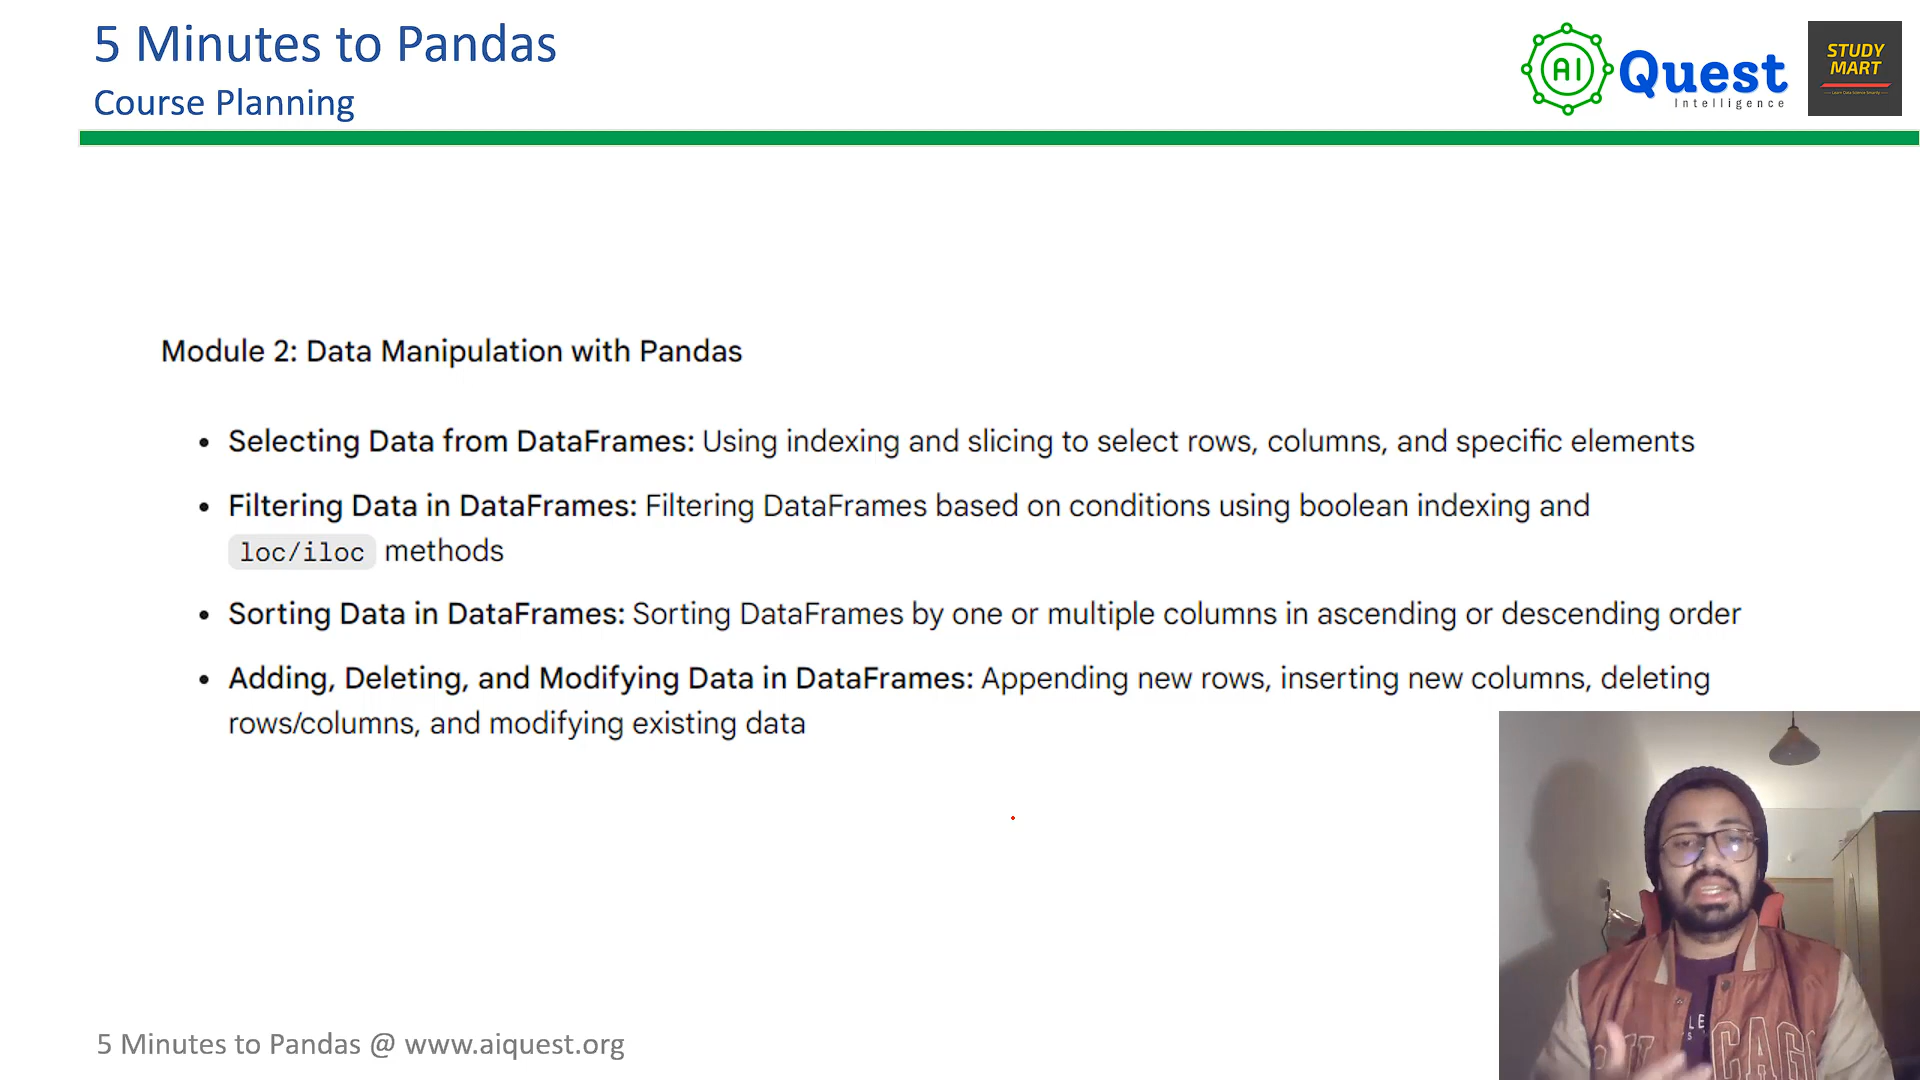 5 Minutes to Pandas
Course Planning
AI Quest
Intelligence
STUDY
MART
Module 2: Data Manipulation with Pandas
• Selecting Data from DataFrames: Using indexing and slicing to select rows, columns, and specific elements
• Filtering Data in DataFrames: Filtering DataFrames based on conditions using boolean indexing and
loc/iloc methods
• Sorting Data in DataFrames: Sorting DataFrames by one or multiple columns in ascending or descending order
• Adding, Deleting, and Modifying Data in DataFrames: Appending new rows, inserting new columns, deleting
rows/columns, and modifying existing data
5 Minutes to Pandas @ www.aiquest.org